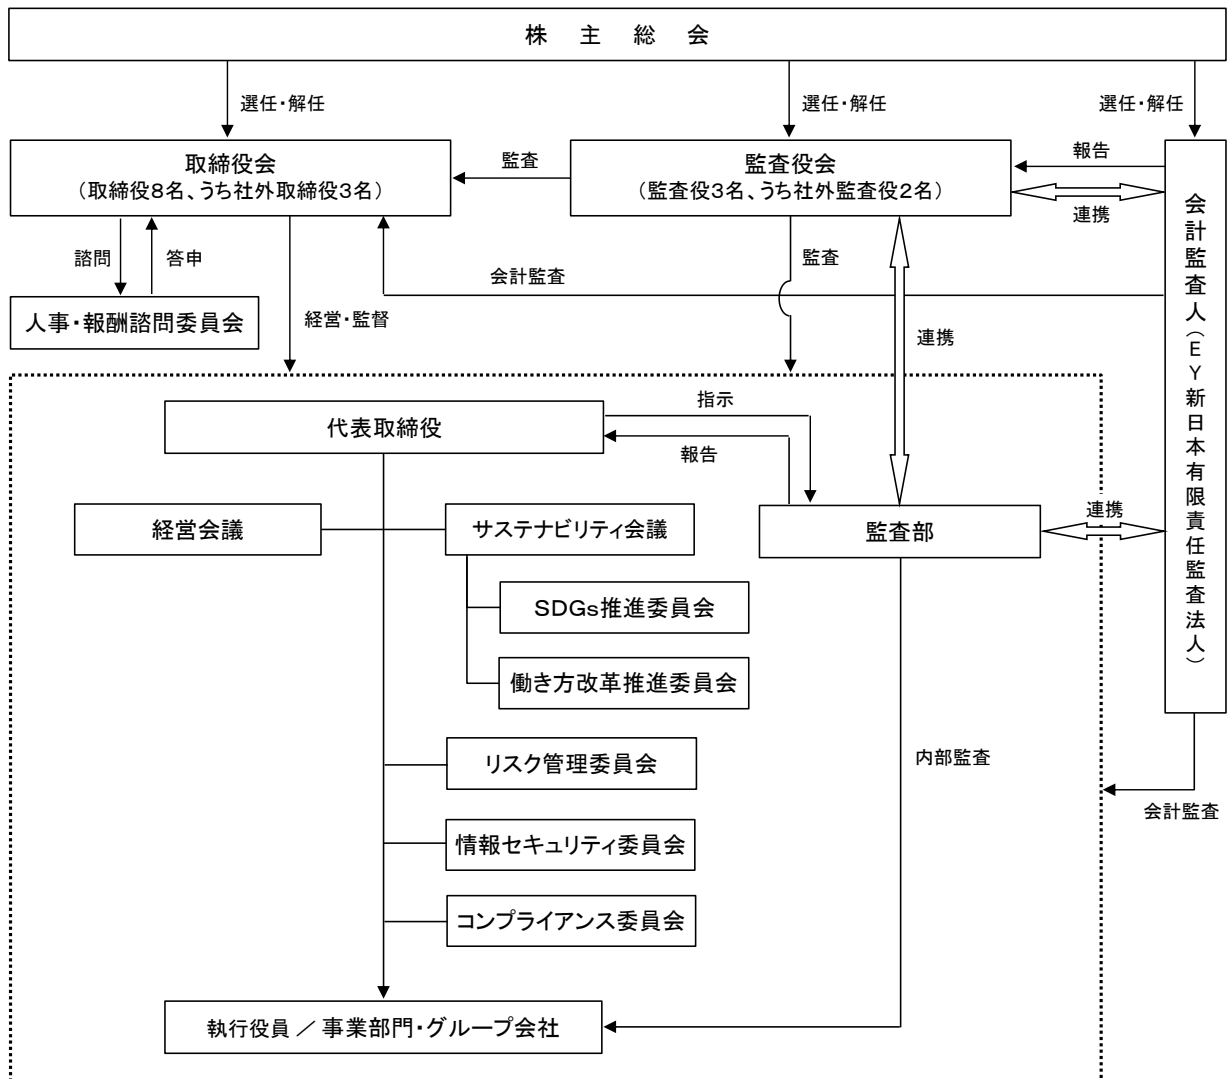 株 主 総 会
選任・解任
選任・解任
選任・解任
取締役会
（取締役8名、うち社外取締役3名）
監査
監査役会
（監査役3名、うち社外監査役2名）
報告
連携
会計監査人（EY新日本有限責任監査法人）
諮問
答申
会計監査
監査
人事・報酬諮問委員会
経営・監督
連携
代表取締役
指示
報告
経営会議
サステナビリティ会議
監査部
連携
SDGs推進委員会
働き方改革推進委員会
リスク管理委員会
内部監査
会計監査
情報セキュリティ委員会
コンプライアンス委員会
執行役員 ／ 事業部門・グループ会社